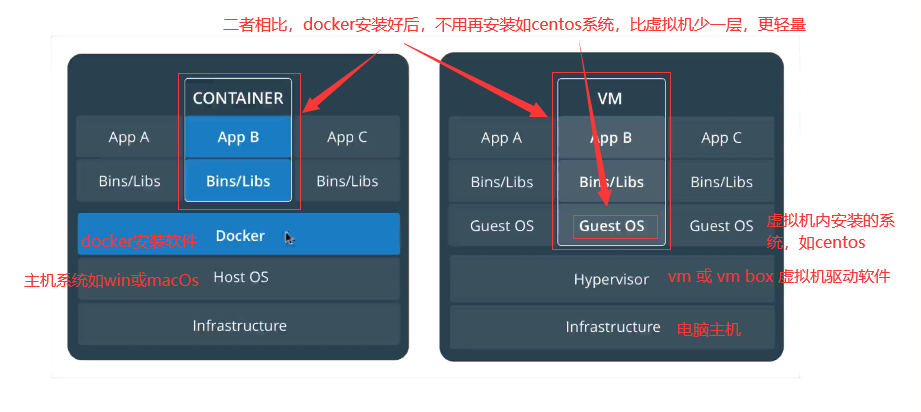 二者相比，docker安装好后，不用再安装如centos系统，比虚拟机少一层，更轻量
CONTAINER
App A
App B
App C
Bins/Libs
Bins/Libs
Bins/Libs
docker安装软件
Docker
主机系统如win或macOs
Host OS
Infrastructure
VM
App A
App B
App C
Bins/Libs
Bins/Libs
Bins/Libs
Guest OS
Guest OS
Guest OS
虚拟机内安装的系
统，如centos
Hypervisor
vm 或 vm box 虚拟机驱动软件
Infrastructure
电脑主机